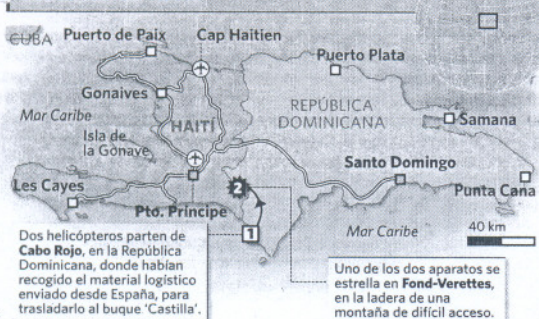 CUBA
Puerto de Paix
Cap Haitien
Puerto Plata
Gonaives
REPÚBLICA
DOMINICANA
Mar Caribe
HAITÍ
Samana
Isla de
la Gonave
Santo Domingo
Les Cayes
2
Punta Cana
Pto. Príncipe
1
Mar Caribe
40 km
Dos helicópteros parten de
Cabo Rojo, en la República
Dominicana, donde habían
recogido el material logístico
enviado desde España, para
trasladarlo al buque 'Castilla'.
Uno de los dos aparatos se
estrella en Fond-Verettes,
en la ladera de una
montaña de difícil acceso.